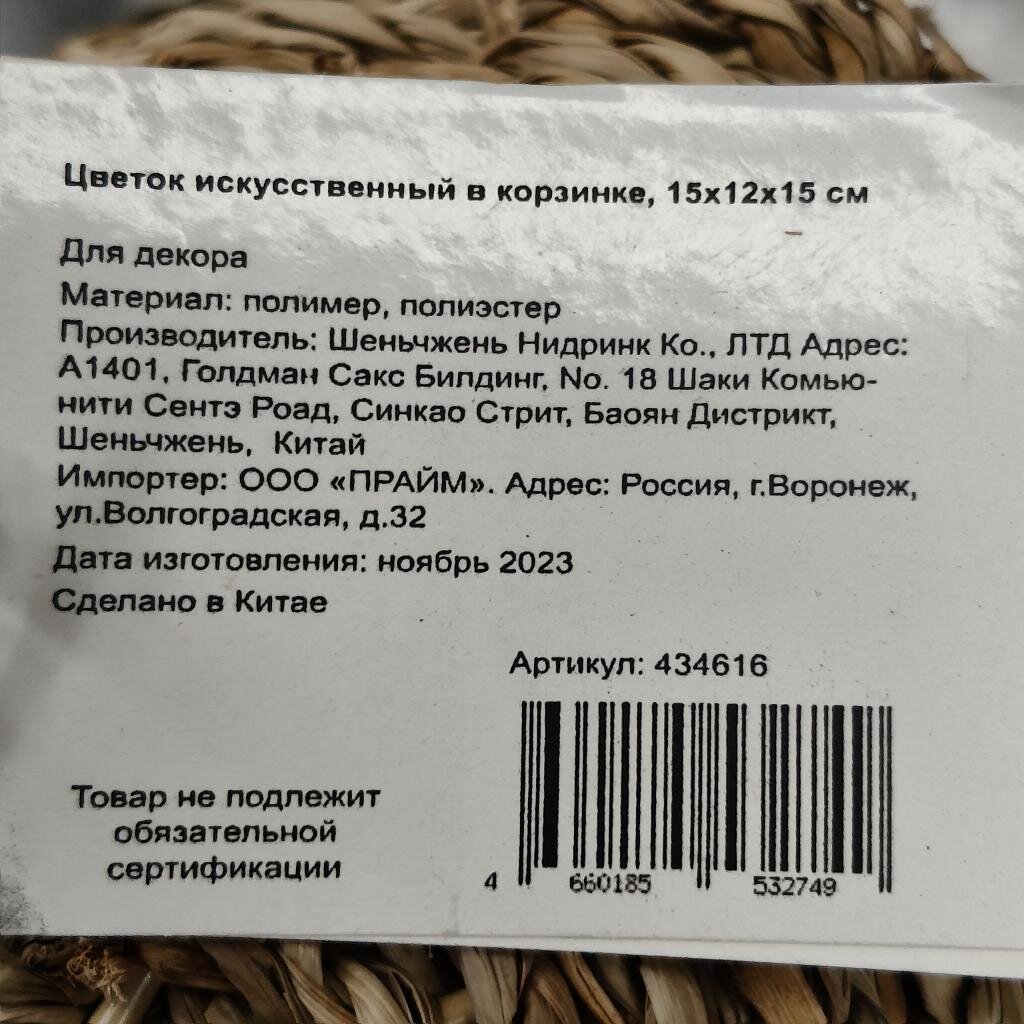 Цветок искусственный в корзинке, 15х12х15 см
Для декора
Материал: полимер, полиэстер
Производитель: Шеньчжень Нидринк Ко., ЛТД Адрес:
А1401, Голдман Сакс Билдинг, No. 18 Шаки Комью-
нити Сентэ Роад, Синкао Стрит, Баоян Дистрикт,
Шеньчжень, Китай
Импортер: ООО «ПРАЙМ». Адрес: Россия, г.Воронеж,
ул.Волгоградская, д.32
Дата изготовления: ноябрь 2023
Сделано в Китае
Артикул: 434616
Товар не подлежит
обязательной
сертификации
4 660185 532749